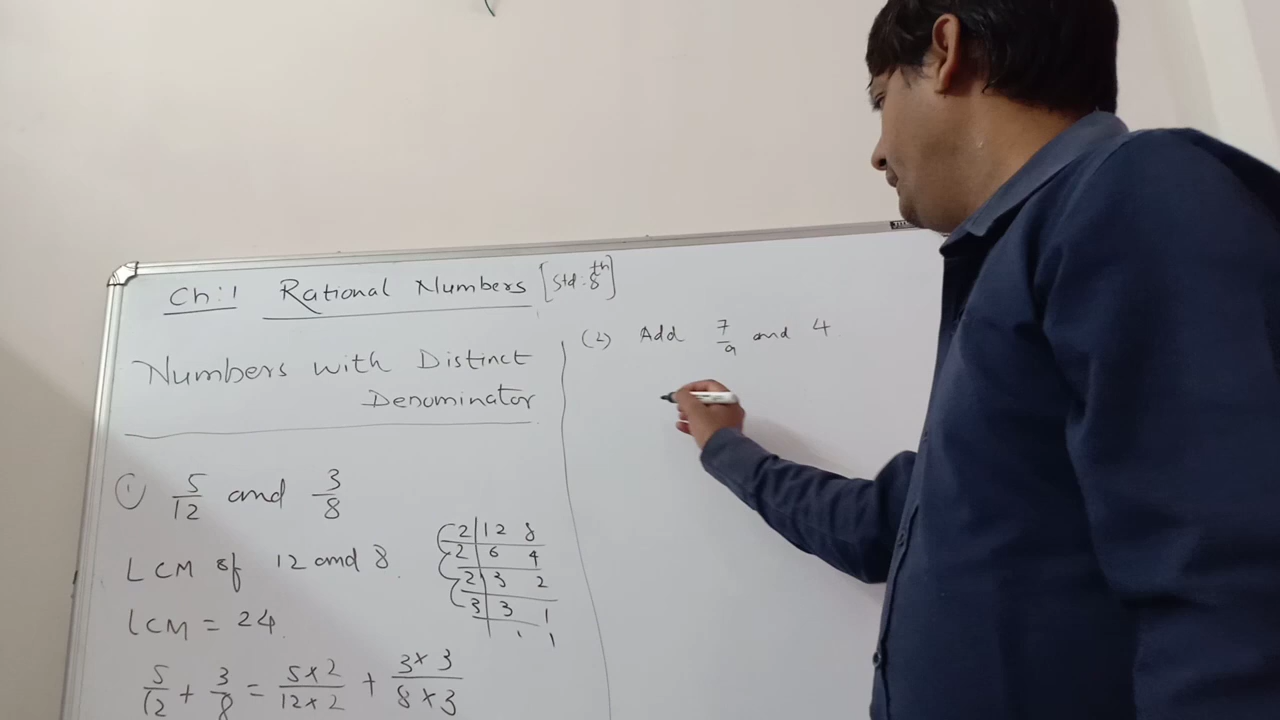 Ch:1 Rational Numbers [Std: 8th]
Numbers with Distinct
Denominator
① 5/12 and 3/8
LCM of 12 and 8.
LCM = 24.
5/12 + 3/8 = 5×2/12×2 + 3×3/8×3
2 | 12 8
2 | 6 4
2 | 3 2
3 | 3 1
| 1 1
(2) Add 7/9 and 4